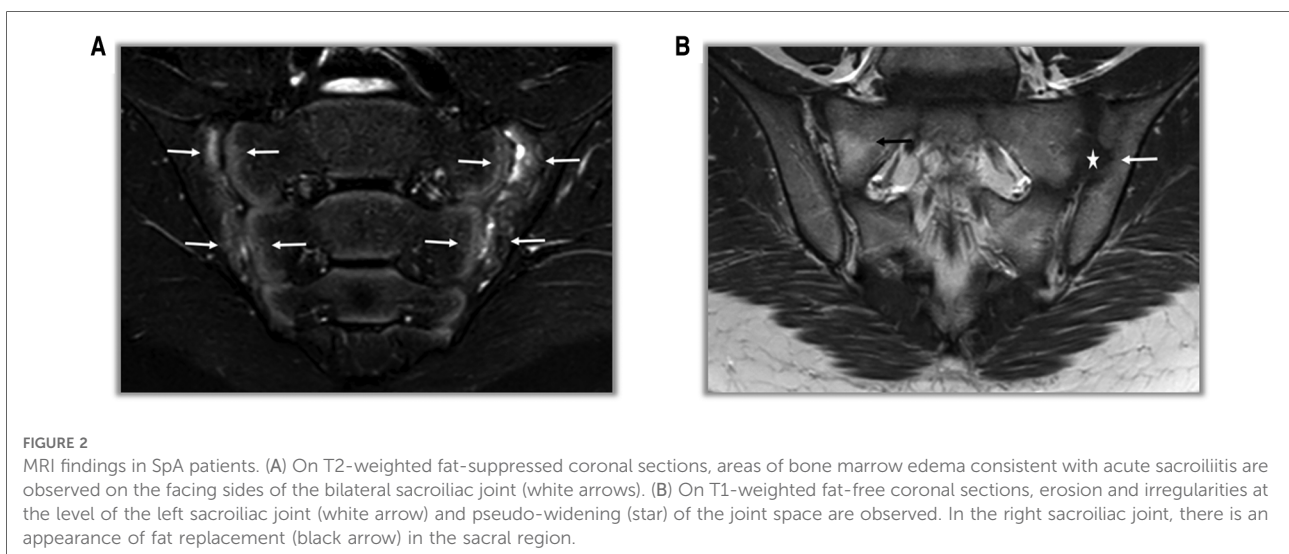 A
B
FIGURE 2
MRI findings in SpA patients. (A) On T2-weighted fat-suppressed coronal sections, areas of bone marrow edema consistent with acute sacroiliitis are
observed on the facing sides of the bilateral sacroiliac joint (white arrows). (B) On T1-weighted fat-free coronal sections, erosion and irregularities at
the level of the left sacroiliac joint (white arrow) and pseudo-widening (star) of the joint space are observed. In the right sacroiliac joint, there is an
appearance of fat replacement (black arrow) in the sacral region.